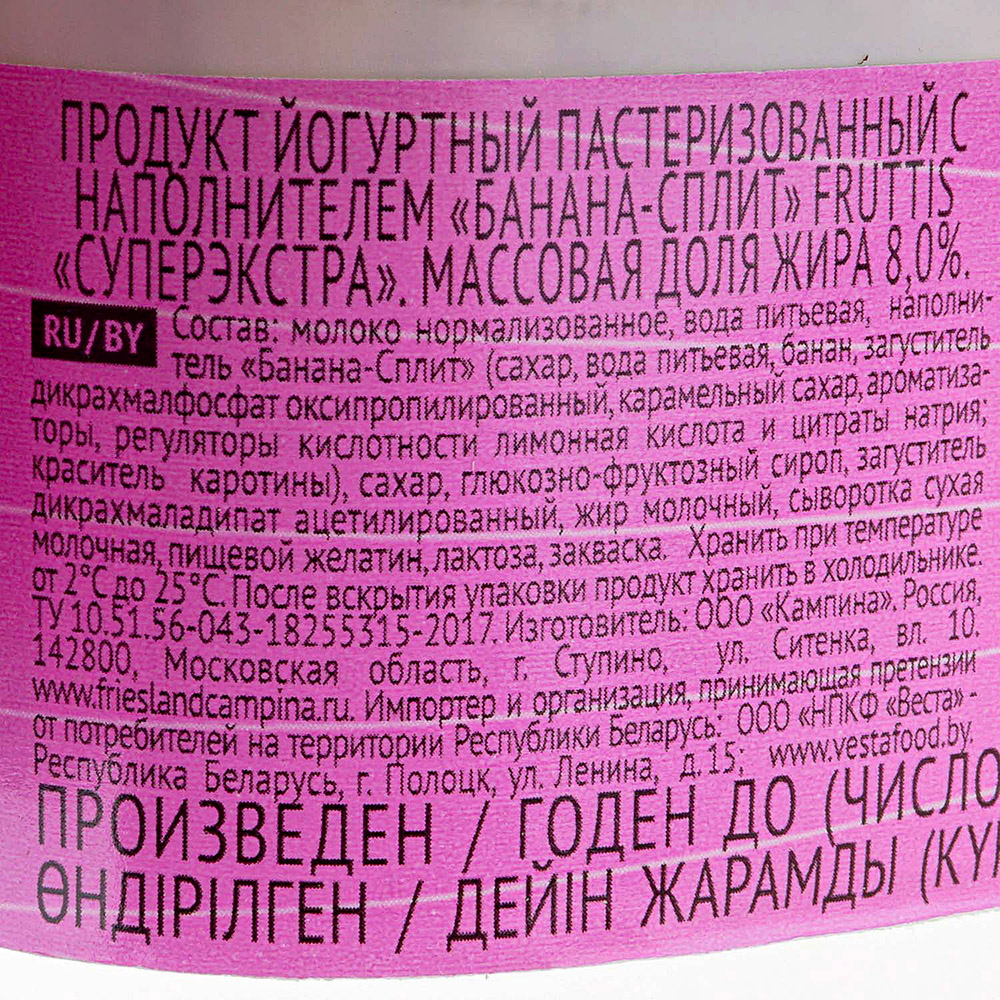 ПРОДУКТ ЙОГУРТНЫЙ ПАСТЕРИЗОВАННЫЙ С
НАПОЛНИТЕЛЕМ «БАНАНА-СПЛИТ» FRUTTIS
«СУПЕРЭКСТРА». МАССОВАЯ ДОЛЯ ЖИРА 8,0%.
RU/BY Состав: молоко нормализованное, вода питьевая, наполни-
тель «Банана-Сплит» (сахар, вода питьевая, банан, загуститель
дикрахмалфосфат оксипропилированный, карамельный сахар, ароматиза-
торы, регуляторы кислотности лимонная кислота и цитраты натрия;
краситель каротины), сахар, глюкозно-фруктозный сироп, загуститель
дикрахмаладипат ацетилированный, жир молочный, сыворотка сухая
молочная, пищевой желатин, лактоза, закваска. Хранить при температуре
от 2°С до 25°С. После вскрытия упаковки продукт хранить в холодильнике.
ТУ 10.51.56-043-18255315-2017. Изготовитель: ООО «Кампина», Россия,
142800, Московская область, г. Ступино, ул. Ситенка, вл. 10.
www.frieslandcampina.ru. Импортер и организация, принимающая претензии
от потребителей на территории Республики Беларусь: ООО «НПКФ «Веста» -
Республика Беларусь, г. Полоцк, ул. Ленина, д.15; www.vestafood.by
ПРОИЗВЕДЕН / ГОДЕН ДО (ЧИСЛО
ӨНДІРІЛГЕН / ДЕЙІН ЖАРАМДЫ (КҮН